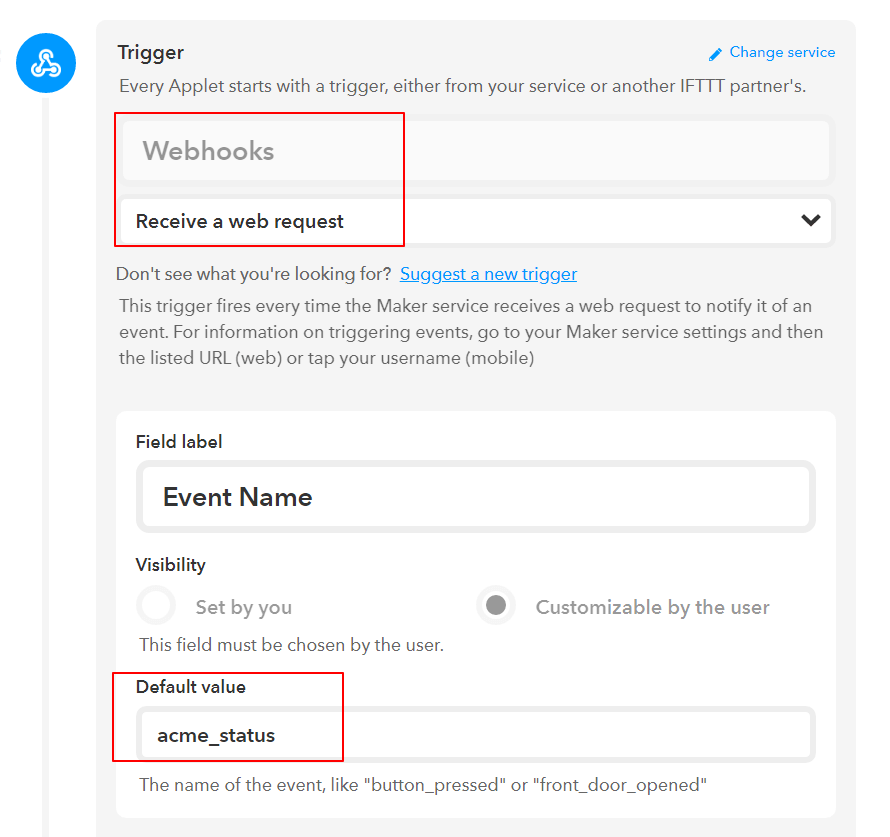 Trigger
Change service
Every Applet starts with a trigger, either from your service or another IFTTT partner's.
Webhooks
Receive a web request
Don't see what you're looking for? Suggest a new trigger
This trigger fires every time the Maker service receives a web request to notify it of an
event. For information on triggering events, go to your Maker service settings and then
the listed URL (web) or tap your username (mobile)
Field label
Event Name
Visibility
Set by you
Customizable by the user
This field must be chosen by the user.
Default value
acme_status
The name of the event, like "button_pressed" or "front_door_opened"